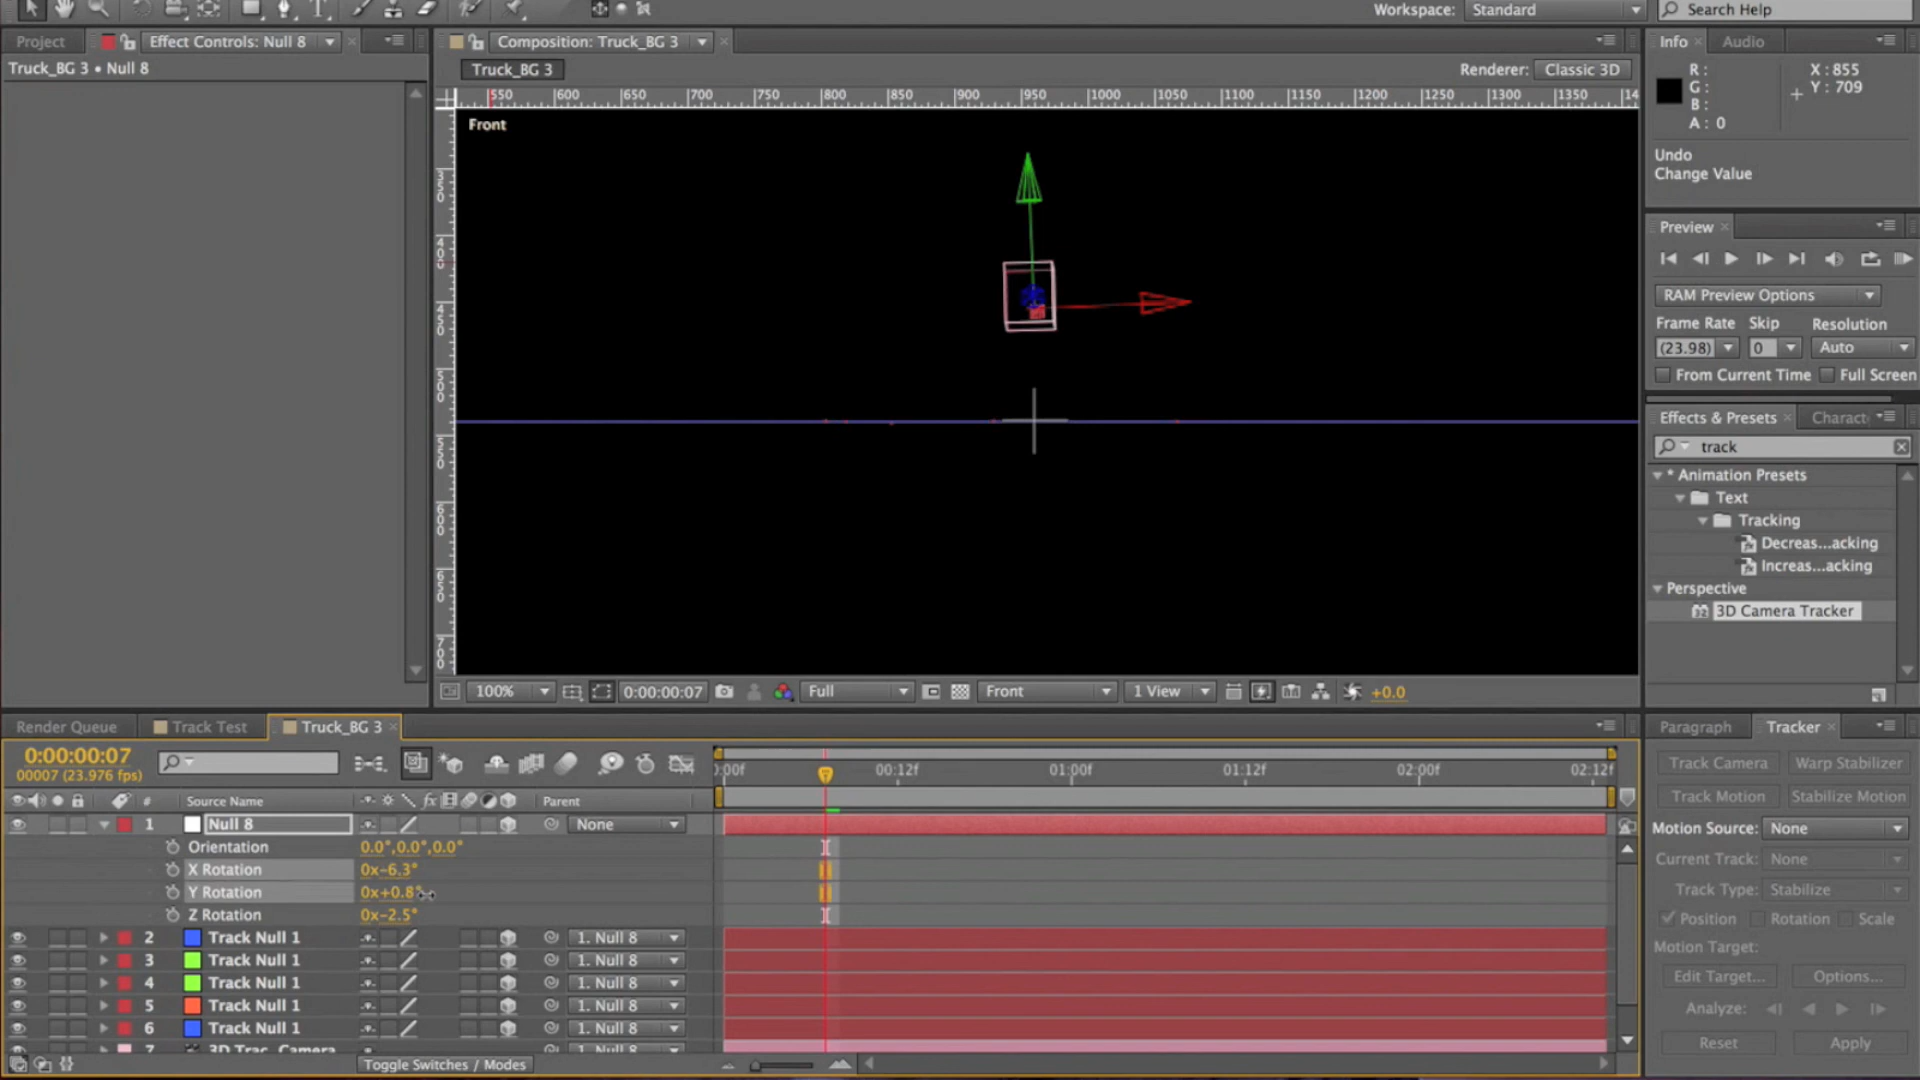 Workspace: Standard Search Help
Project Effect Controls: Null 8
Composition: Truck_BG 3
Info Audio
Truck_BG 3 • Null 8
Truck_BG 3
Renderer: Classic 3D
R :
G :
B :
A : 0
X : 855
Y : 709
550 600 650 700 750 800 850 900 950 1000 1050 1100 1150 1200 1250 1300 1350 14
Front
Undo
Change Value
Preview
RAM Preview Options
Frame Rate Skip Resolution
(23.98) 0 Auto
From Current Time Full Screen
Effects & Presets Charact
track
* Animation Presets
Text
Tracking
Decreas...acking
Increas...acking
Perspective
3D Camera Tracker
100% 0:00:00:07 Full Front 1 View +0.0
Render Queue Track Test Truck_BG 3
Paragraph Tracker
0:00:00:07
00007 (23.976 fps)
):00f 00:12f 01:00f 01:12f 02:00f 02:12f
# Source Name fx Parent
1 Null 8 None
Orientation 0.0°,0.0°,0.0°
X Rotation 0x-6.3°
Y Rotation 0x+0.8°
Z Rotation 0x-2.5°
2 Track Null 1 1. Null 8
3 Track Null 1 1. Null 8
4 Track Null 1 1. Null 8
5 Track Null 1 1. Null 8
6 Track Null 1 1. Null 8
7 3D Trac. Camera 1. Null 8
Toggle Switches / Modes
Track Camera Warp Stabilizer
Track Motion Stabilize Motion
Motion Source: None
Current Track: None
Track Type: Stabilize
Position Rotation Scale
Motion Target:
Edit Target... Options...
Analyze:
Reset Apply